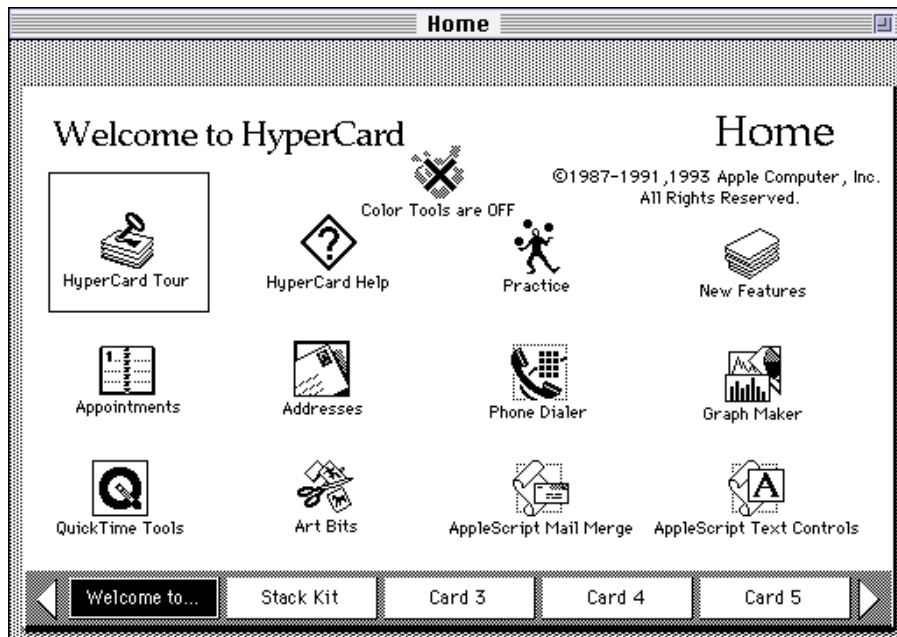 Home
Welcome to HyperCard
Home
©1987-1991,1993 Apple Computer, Inc.
All Rights Reserved.
Color Tools are OFF
HyperCard Tour
HyperCard Help
Practice
New Features
1
Appointments
Addresses
Phone Dialer
Graph Maker
QuickTime Tools
Art Bits
A
AppleScript Mail Merge
AppleScript Text Controls
Welcome to...
Stack Kit
Card 3
Card 4
Card 5